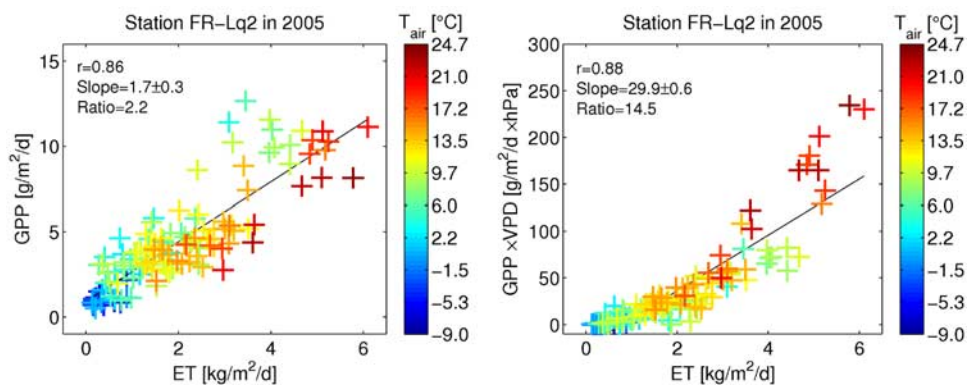 Station FR-Lq2 in 2005
T_air [°C]
r=0.86
Slope=1.7±0.3
Ratio=2.2
15
10
5
0
GPP [g/m²/d]
0 2 4 6
ET [kg/m²/d]
24.7
21.0
17.2
13.5
9.7
6.0
2.2
−1.5
−5.3
−9.0
Station FR-Lq2 in 2005
T_air [°C]
r=0.88
Slope=29.9±0.6
Ratio=14.5
300
250
200
150
100
50
0
GPP ×VPD [g/m²/d ×hPa]
0 2 4 6
ET [kg/m²/d]
24.7
21.0
17.2
13.5
9.7
6.0
2.2
−1.5
−5.3
−9.0